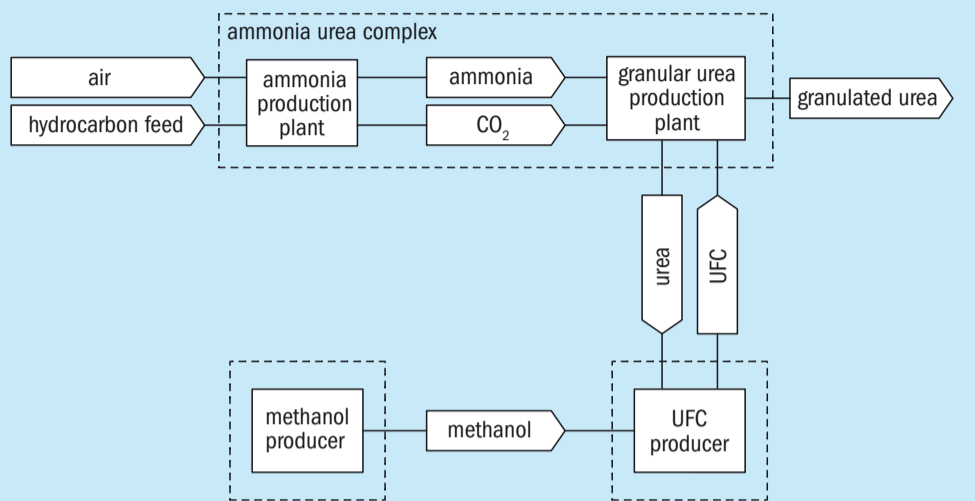 ammonia urea complex
air
hydrocarbon feed
ammonia
production
plant
ammonia
CO₂
granular urea
production
plant
granulated urea
urea
UFC
methanol
producer
methanol
UFC
producer